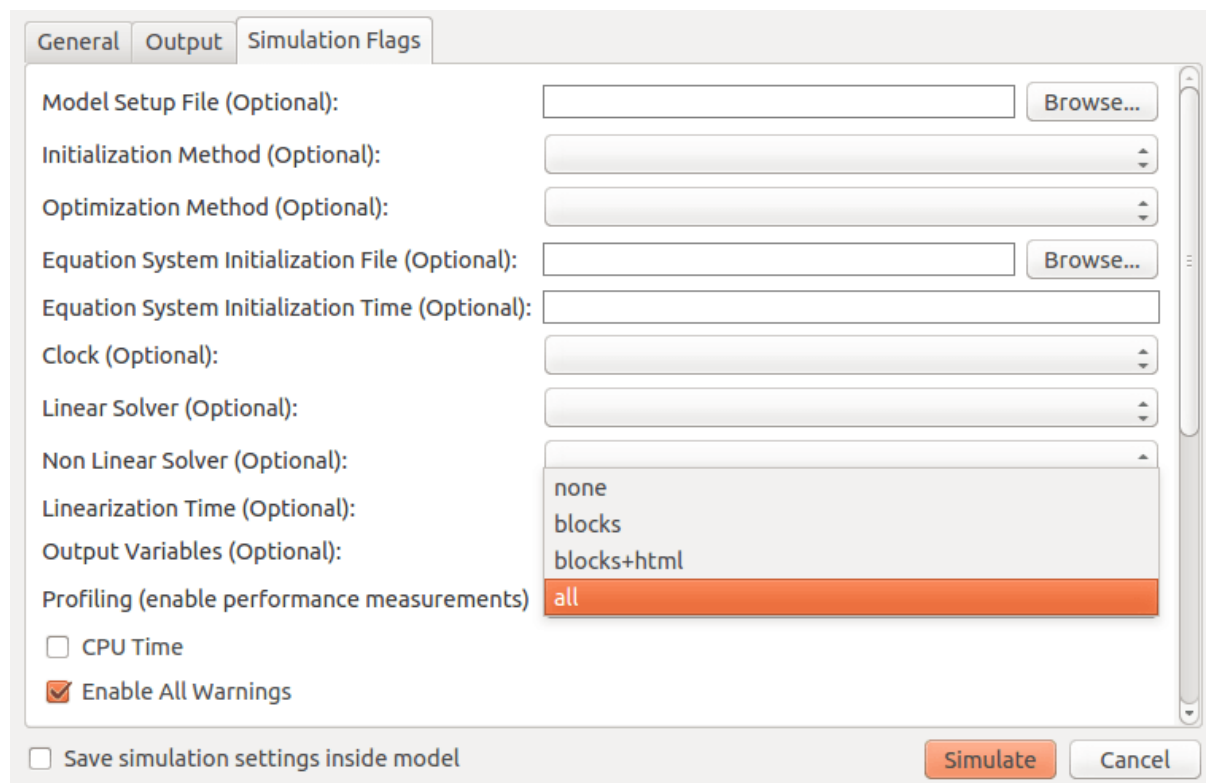 General Output Simulation Flags
Model Setup File (Optional): Browse...
Initialization Method (Optional):
Optimization Method (Optional):
Equation System Initialization File (Optional): Browse...
Equation System Initialization Time (Optional):
Clock (Optional):
Linear Solver (Optional):
Non Linear Solver (Optional):
none
Linearization Time (Optional):
blocks
Output Variables (Optional):
blocks+html
Profiling (enable performance measurements) all
CPU Time
Enable All Warnings
Save simulation settings inside model Simulate Cancel